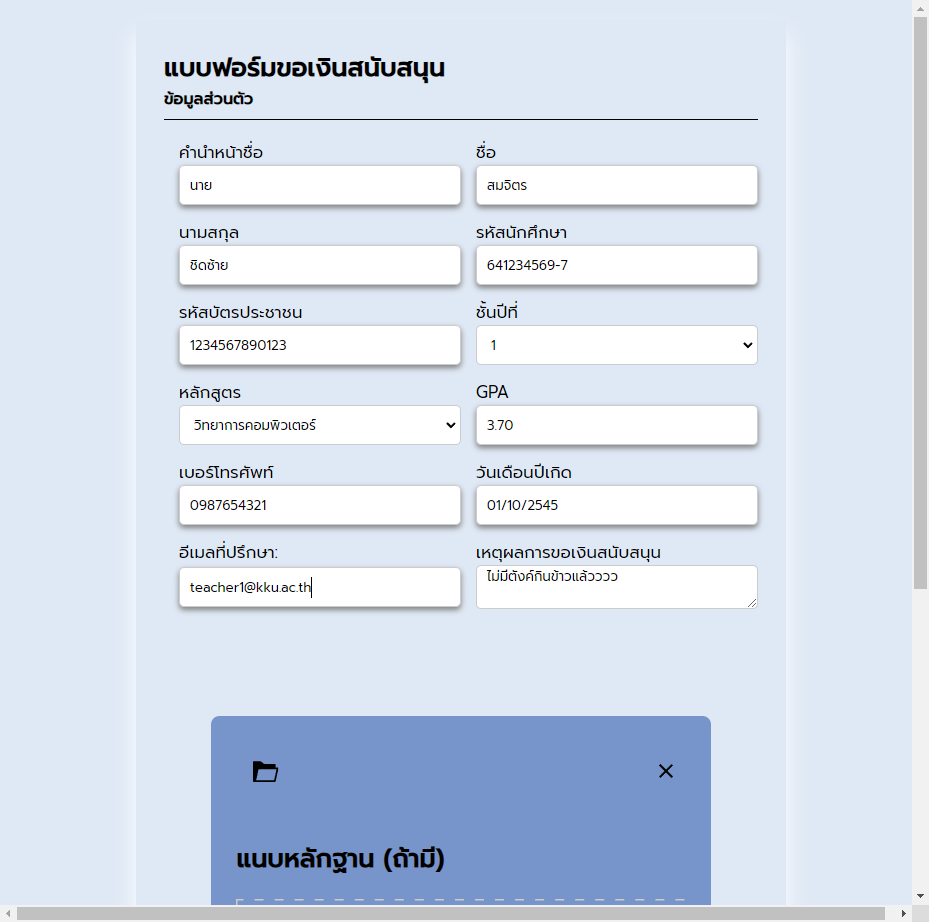 แบบฟอร์มขอเงินสนับสนุน
ข้อมูลส่วนตัว
คำนำหน้าชื่อ
นาย
ชื่อ
สมจิตร
นามสกุล
ชิดซ้าย
รหัสนักศึกษา
641234569-7
รหัสบัตรประชาชน
1234567890123
ชั้นปีที่
1
หลักสูตร
วิทยาการคอมพิวเตอร์
GPA
3.70
เบอร์โทรศัพท์
0987654321
วันเดือนปีเกิด
01/10/2545
อีเมลที่ปรึกษา:
teacher1@kku.ac.th
เหตุผลการขอเงินสนับสนุน
ไม่มีตังค์กินข้าวแล้วววว
แนบหลักฐาน (ถ้ามี)